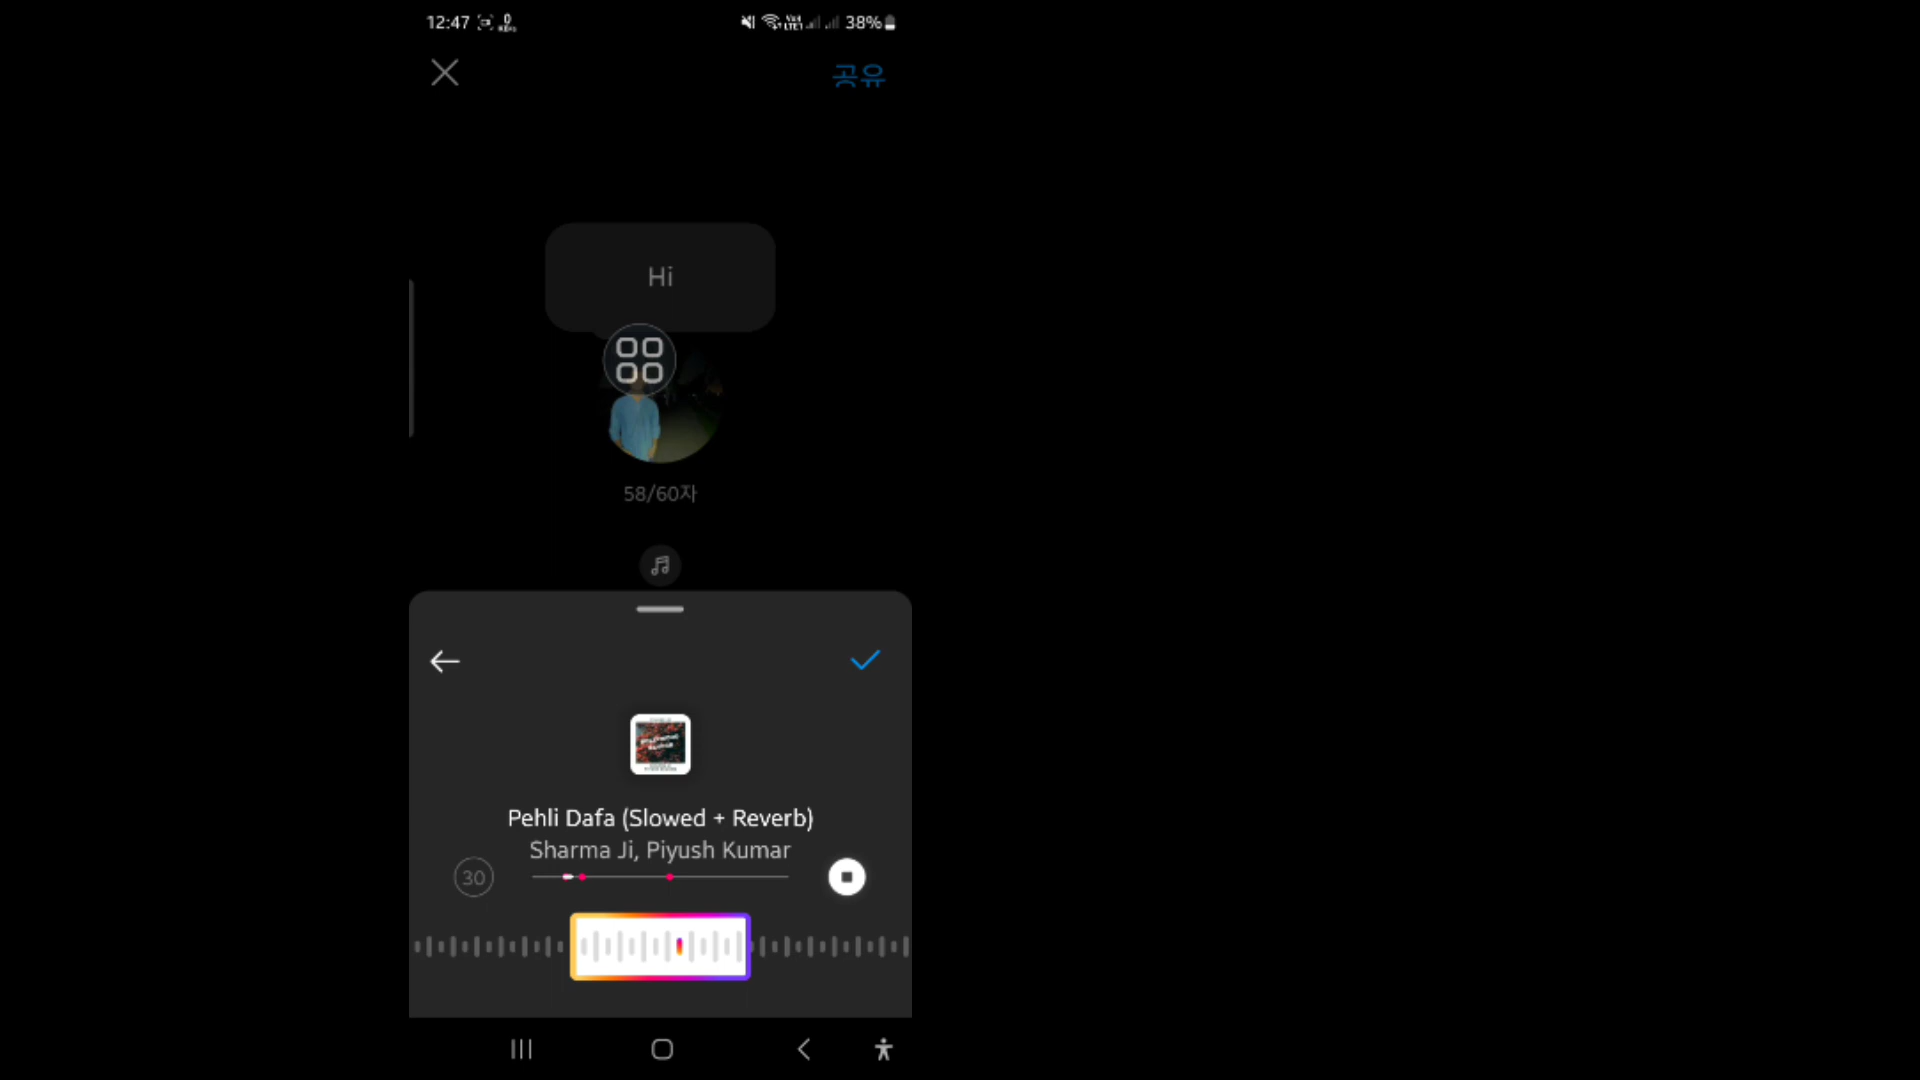 12:47
38%
공유
Hi
58/60자
Pehli Dafa (Slowed + Reverb)
Sharma Ji, Piyush Kumar
30